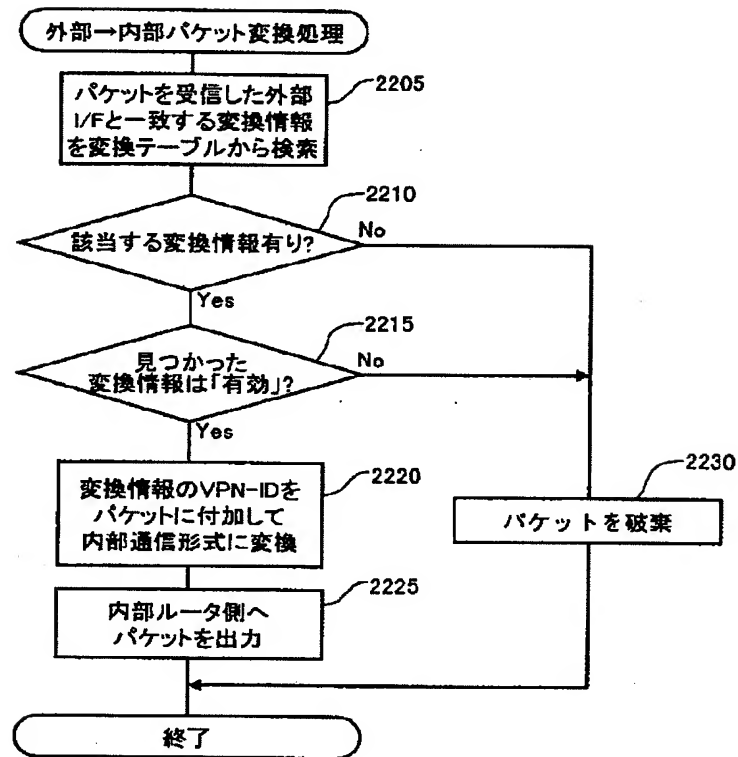 外部→内部パケット変換処理
2205
パケットを受信した外部
I/Fと一致する変換情報
を変換テーブルから検索
2210
該当する変換情報有り?
No
Yes
2215
見つかった
変換情報は「有効」?
No
Yes
2220
変換情報のVPN-IDを
パケットに付加して
内部通信形式に変換
2230
パケットを破棄
2225
内部ルータ側へ
パケットを出力
終了